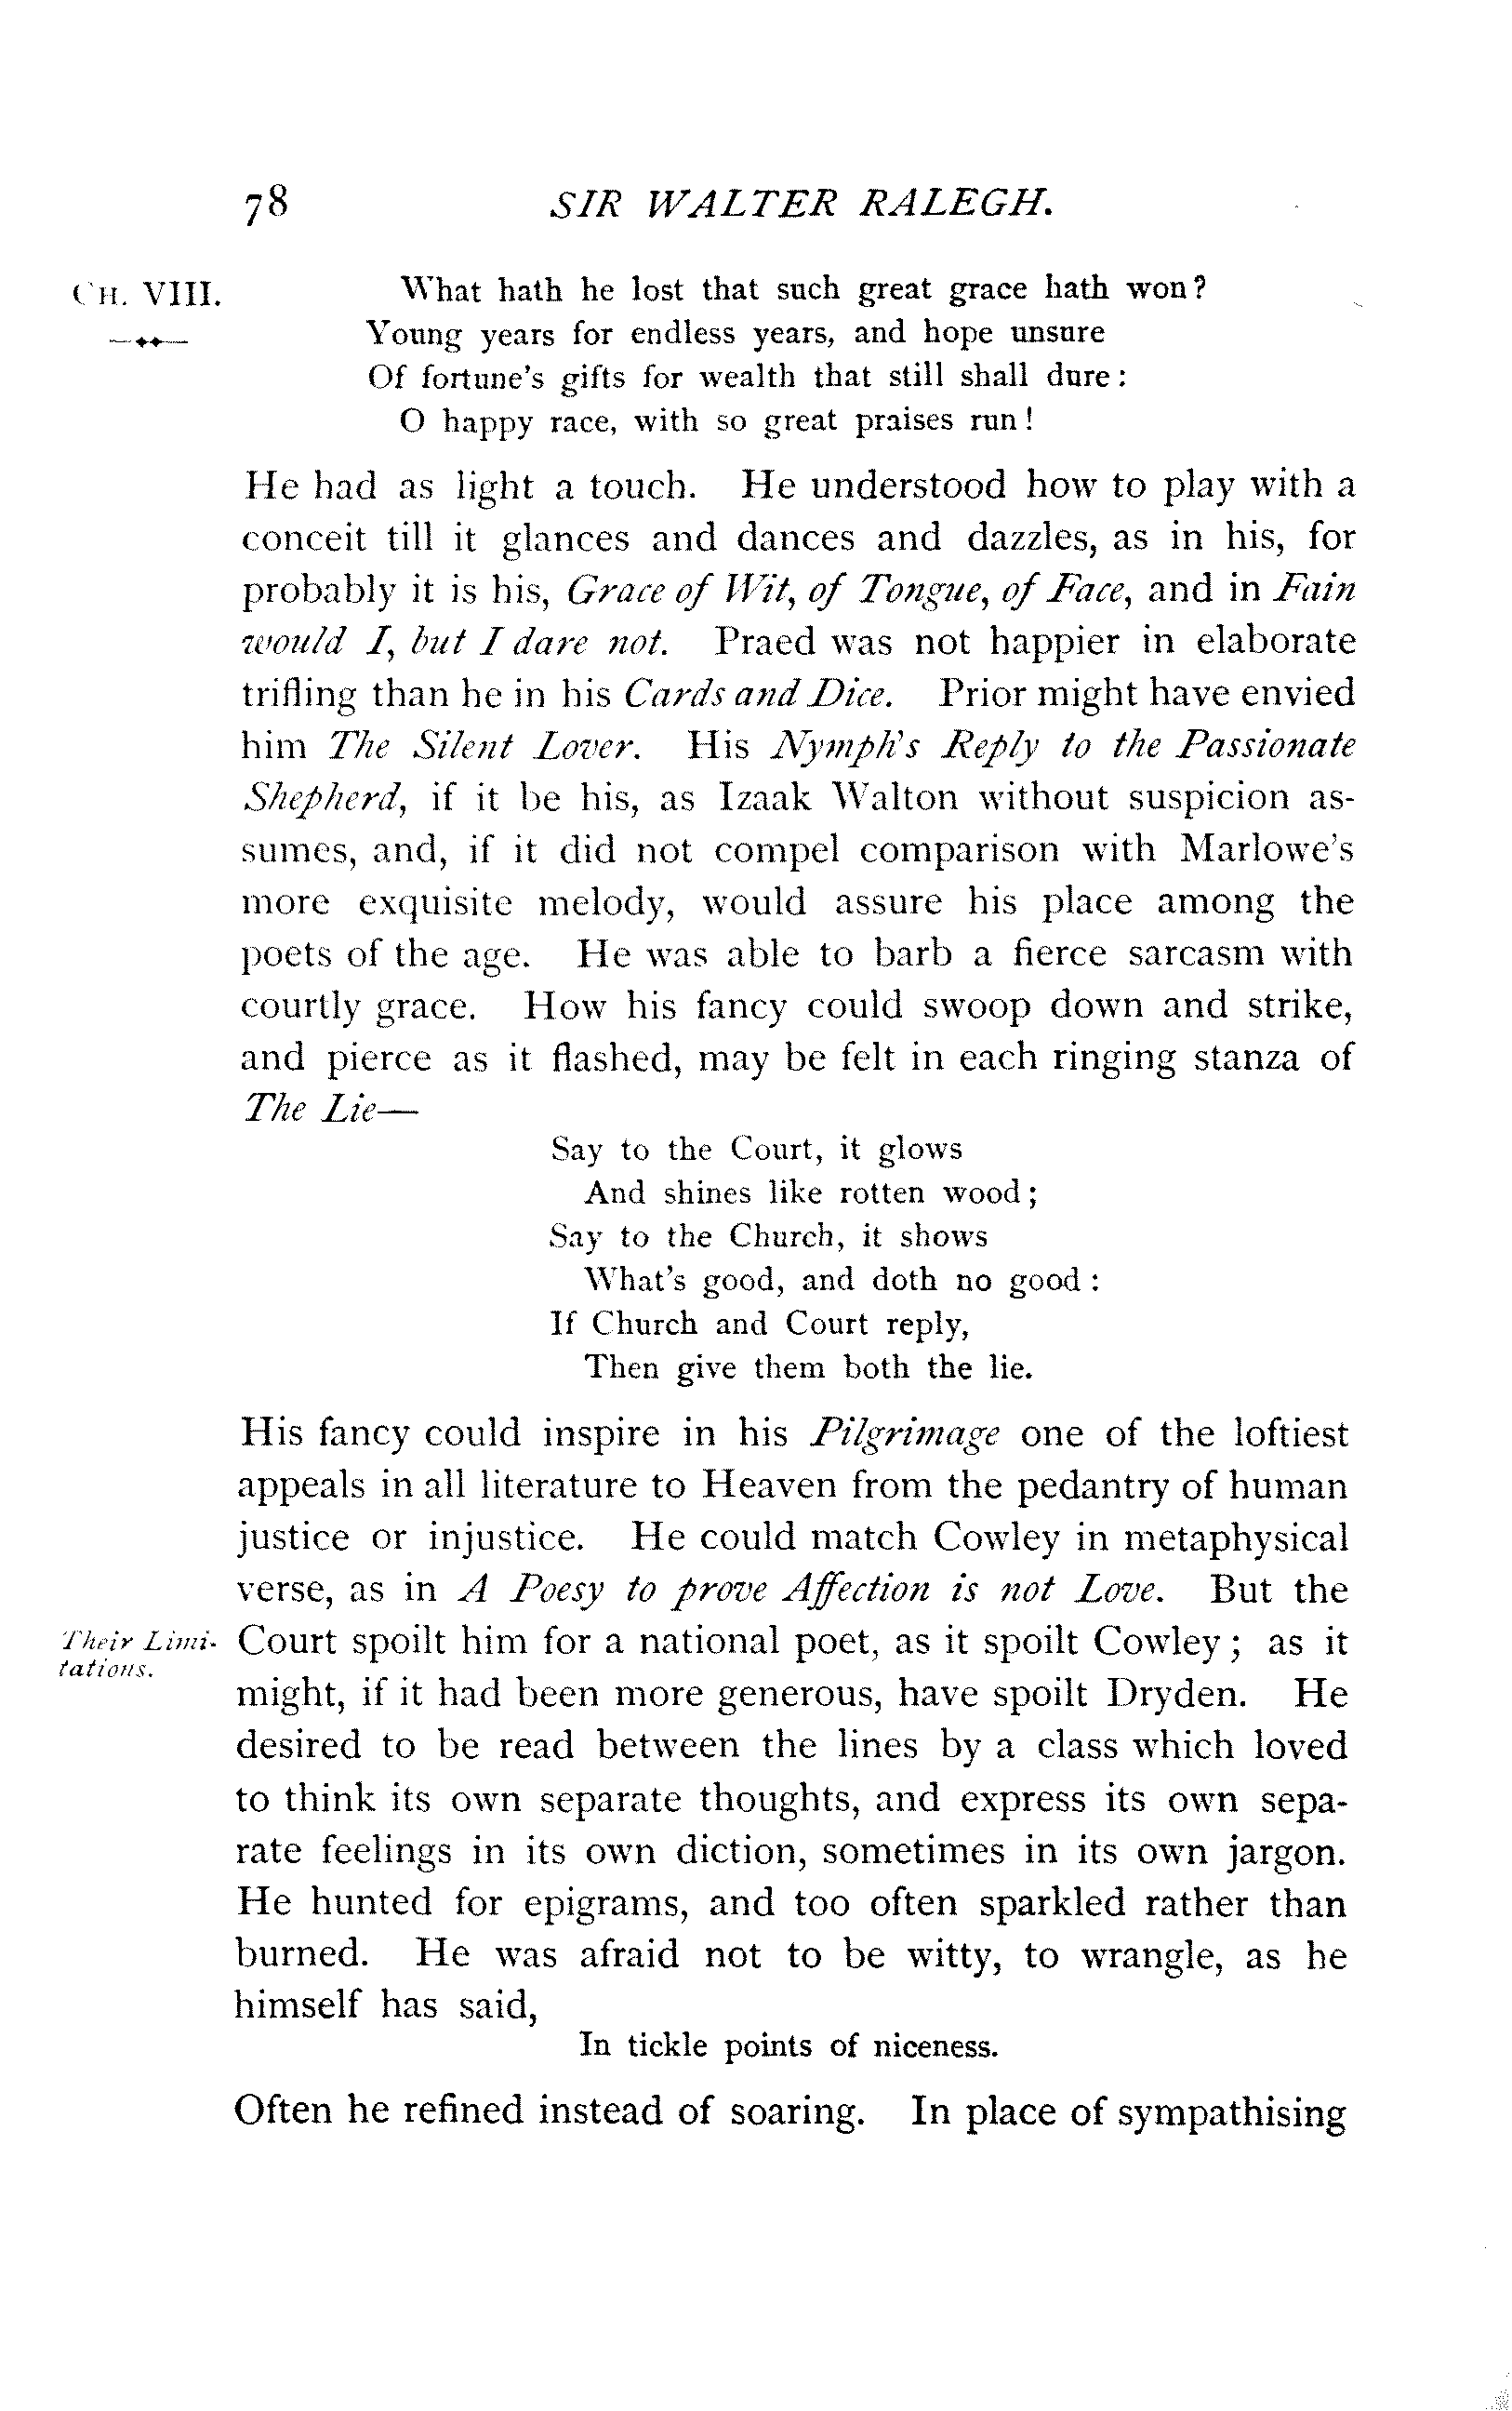 78 SIR WALTER RALEGH.
CH. VIII.
What hath he lost that such great grace hath won?
Young years for endless years, and hope unsure
Of fortune's gifts for wealth that still shall dure:
O happy race, with so great praises run!
He had as light a touch. He understood how to play with a
conceit till it glances and dances and dazzles, as in his, for
probably it is his, Grace of Wit, of Tongue, of Face, and in Fain
would I, but I dare not. Praed was not happier in elaborate
trifling than he in his Cards and Dice. Prior might have envied
him The Silent Lover. His Nymph's Reply to the Passionate
Shepherd, if it be his, as Izaak Walton without suspicion as-
sumes, and, if it did not compel comparison with Marlowe's
more exquisite melody, would assure his place among the
poets of the age. He was able to barb a fierce sarcasm with
courtly grace. How his fancy could swoop down and strike,
and pierce as it flashed, may be felt in each ringing stanza of
The Lie—
Say to the Court, it glows
And shines like rotten wood;
Say to the Church, it shows
What's good, and doth no good:
If Church and Court reply,
Then give them both the lie.
His fancy could inspire in his Pilgrimage one of the loftiest
appeals in all literature to Heaven from the pedantry of human
justice or injustice. He could match Cowley in metaphysical
verse, as in A Poesy to prove Affection is not Love. But the
Their Limi-
tations.
Court spoilt him for a national poet, as it spoilt Cowley; as it
might, if it had been more generous, have spoilt Dryden. He
desired to be read between the lines by a class which loved
to think its own separate thoughts, and express its own sepa-
rate feelings in its own diction, sometimes in its own jargon.
He hunted for epigrams, and too often sparkled rather than
burned. He was afraid not to be witty, to wrangle, as he
himself has said,
In tickle points of niceness.
Often he refined instead of soaring. In place of sympathising